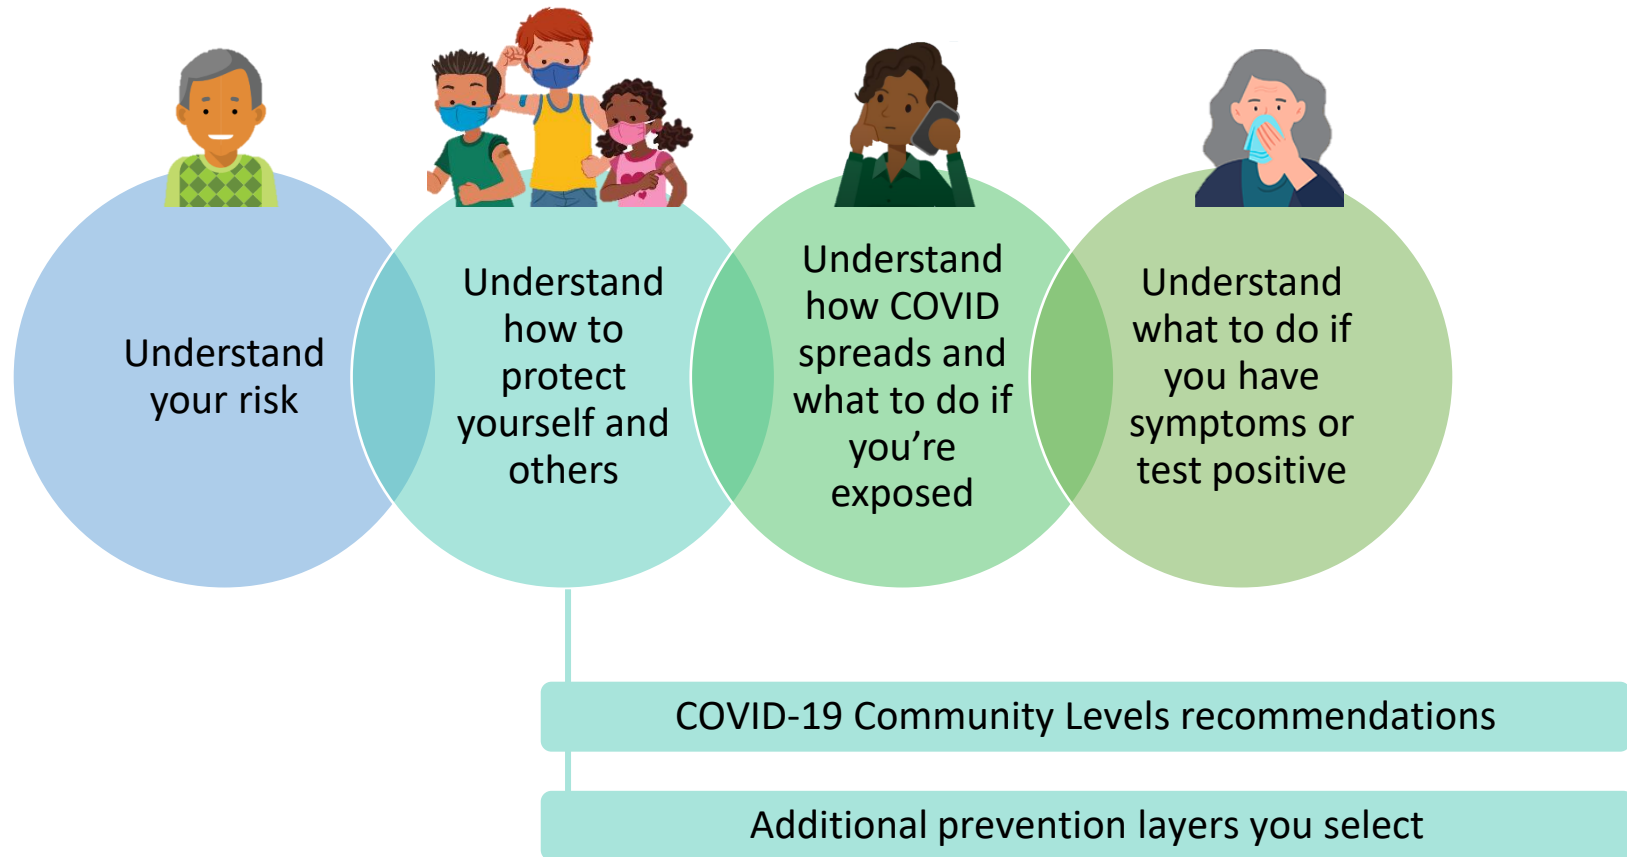 Understand
your risk
Understand
how to
protect
yourself and
others
Understand
how COVID
spreads and
what to do if
you’re
exposed
Understand
what to do if
you have
symptoms or
test positive
COVID-19 Community Levels recommendations
Additional prevention layers you select